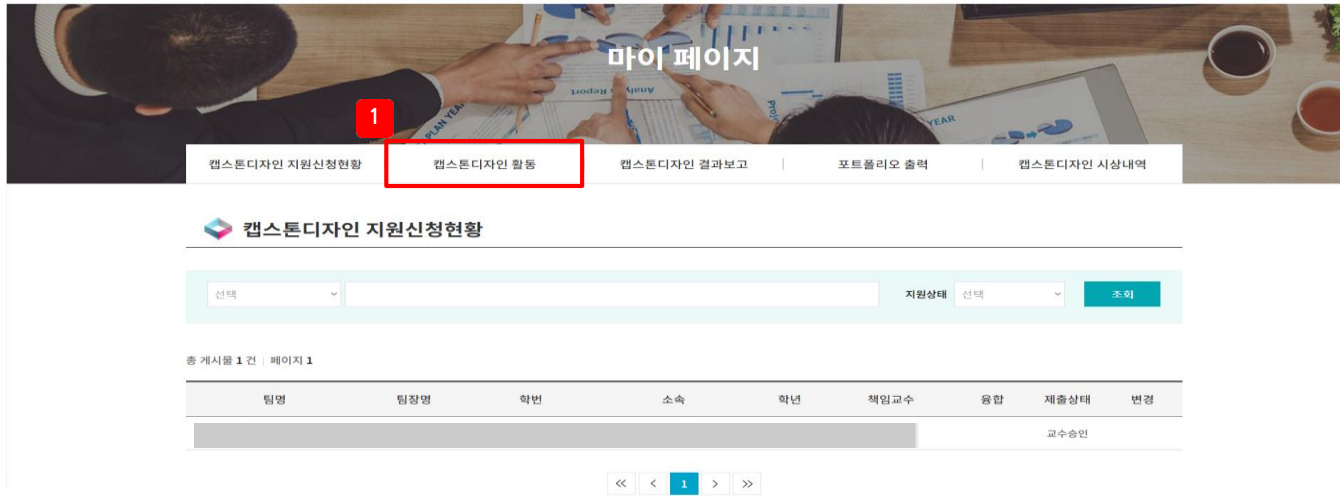 마이 페이지
Analysis Report
PLAN YEAR
YEAR
1
캡스톤디자인 지원신청현황 캡스톤디자인 활동 캡스톤디자인 결과보고 | 포트폴리오 출력 | 캡스톤디자인 시상내역
캡스톤디자인 지원신청현황
선택 지원상태 선택 조회
총 게시물 1 건 | 페이지 1
팀명 팀장명 학번 소속 학년 책임교수 융합 제출상태 변경
교수승인
« < 1 > »